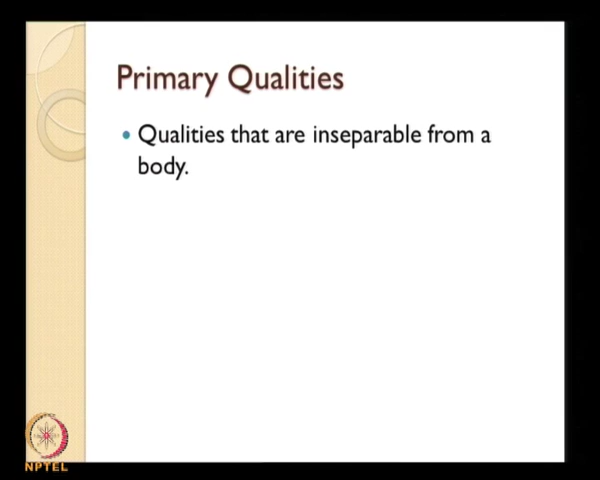 Primary Qualities
Qualities that are inseparable from a
body.
NPTEL